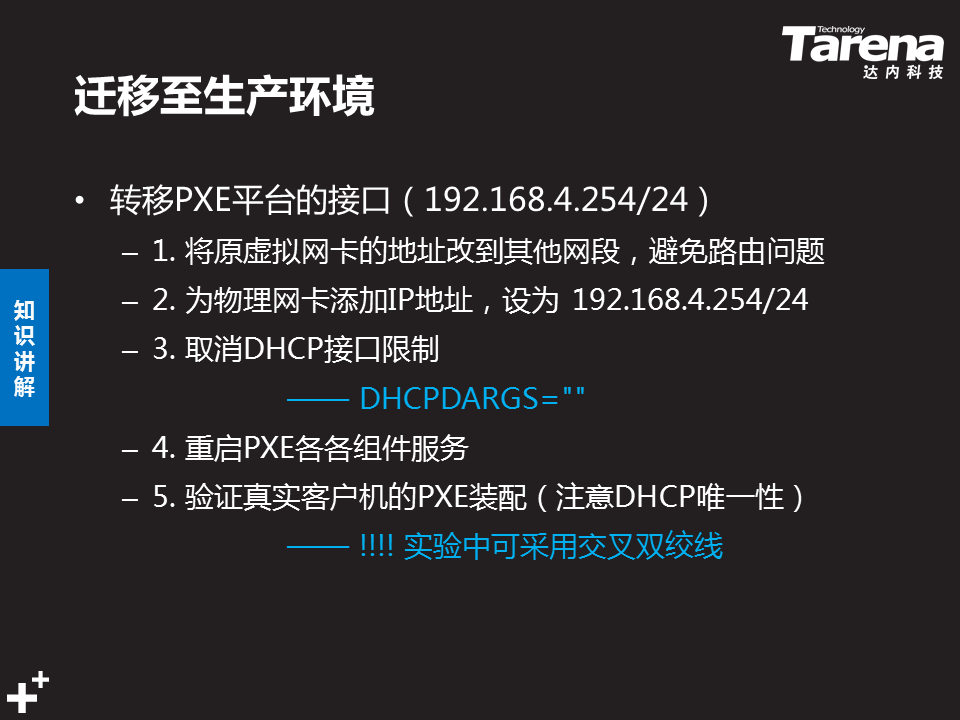 Technology
Tarena
达内科技
迁移至生产环境
• 转移PXE平台的接口（192.168.4.254/24）
– 1. 将原虚拟网卡的地址改到其他网段，避免路由问题
– 2. 为物理网卡添加IP地址，设为 192.168.4.254/24
– 3. 取消DHCP接口限制
—— DHCPDARGS=""
– 4. 重启PXE各各组件服务
– 5. 验证真实客户机的PXE装配（注意DHCP唯一性）
—— !!!! 实验中可采用交叉双绞线
知识讲解